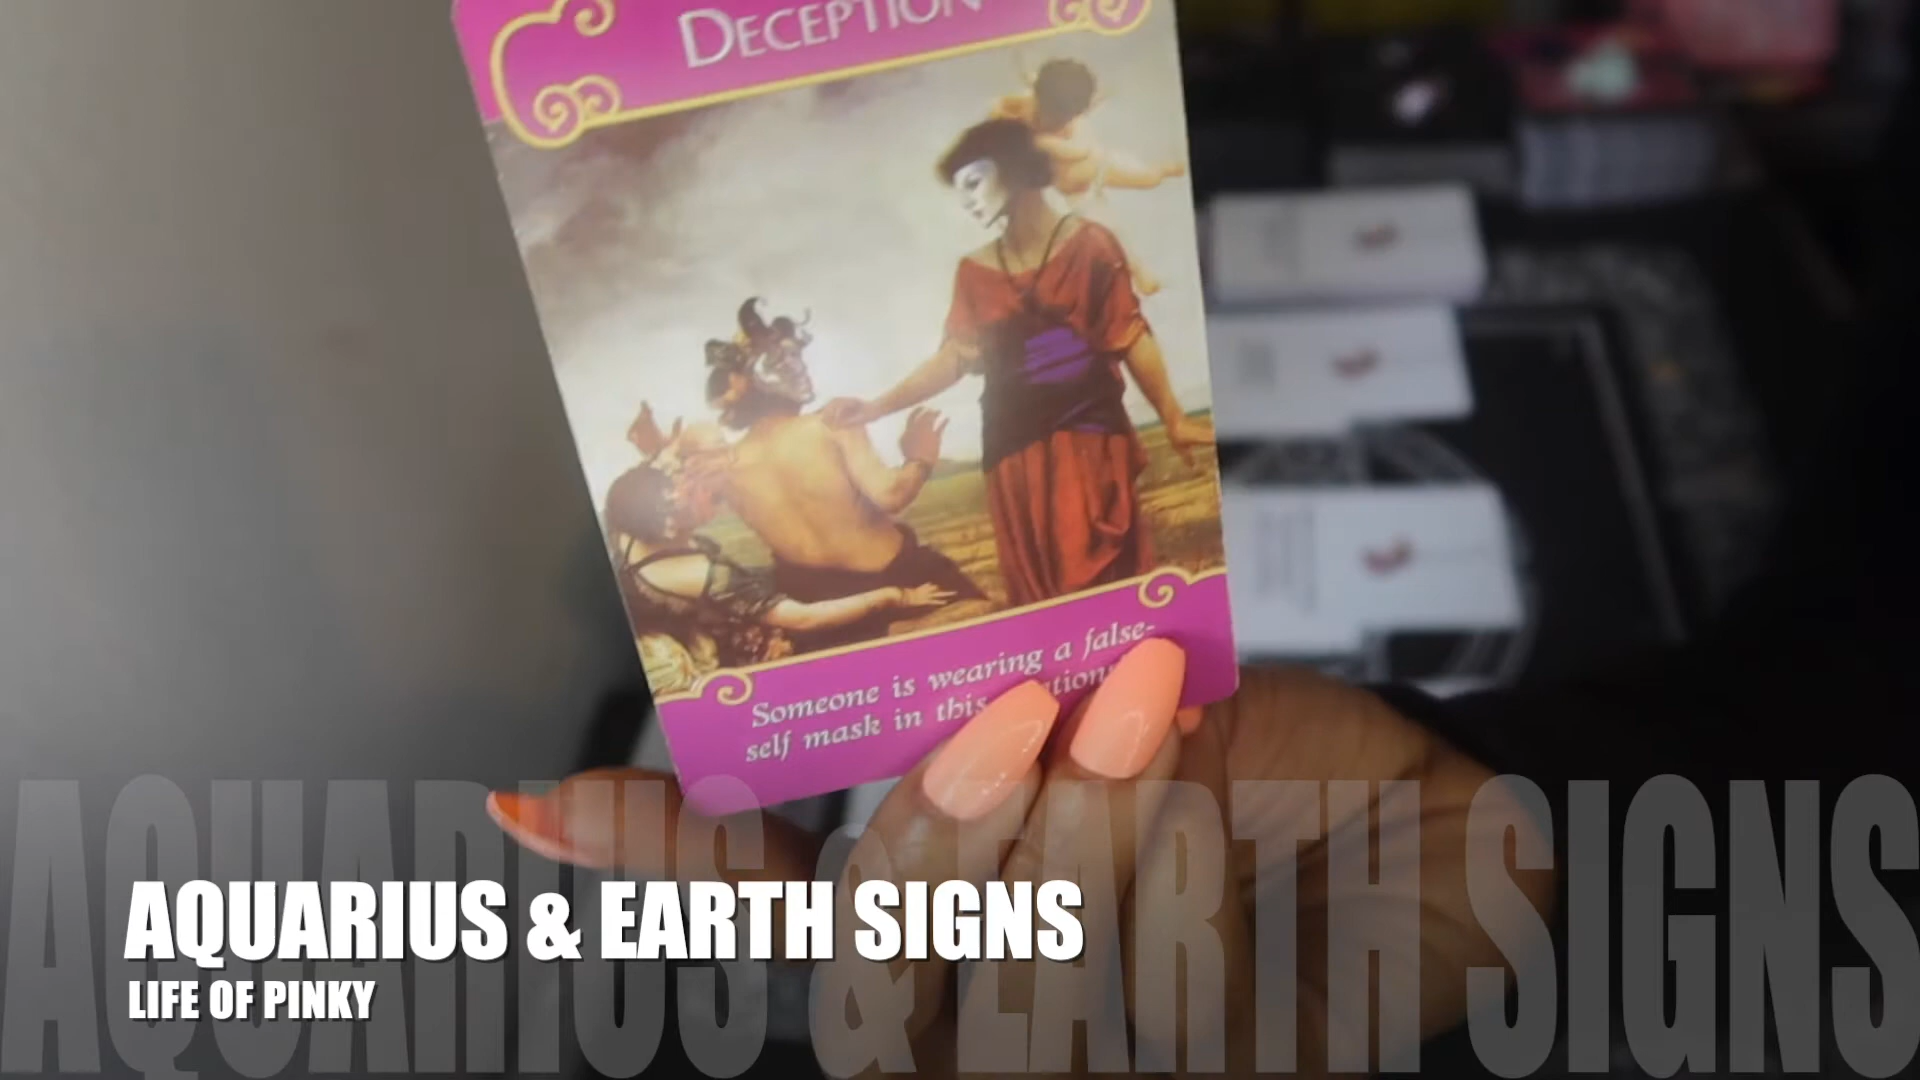 DECEPTION
Someone is wearing a false-
self mask in this
AQUARIUS & EARTH SIGNS
AQUARIUS & EARTH SIGNS
LIFE OF PINKY